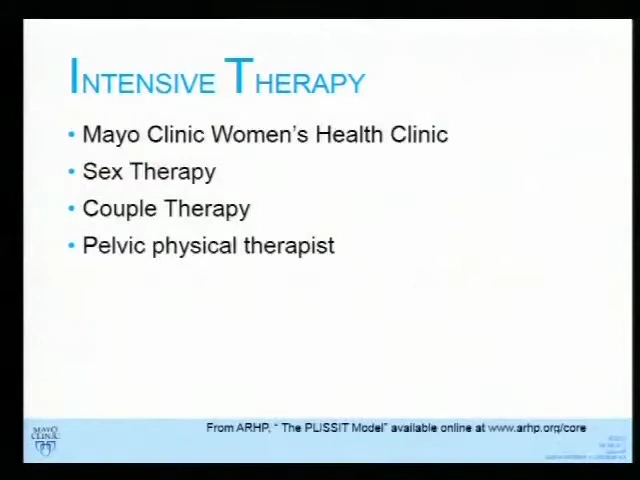 INTENSIVE THERAPY
• Mayo Clinic Women's Health Clinic
• Sex Therapy
• Couple Therapy
• Pelvic physical therapist
From ARHP, " The PLISSIT Model" available online at www.arhp.org/core
MAYO
CLINIC